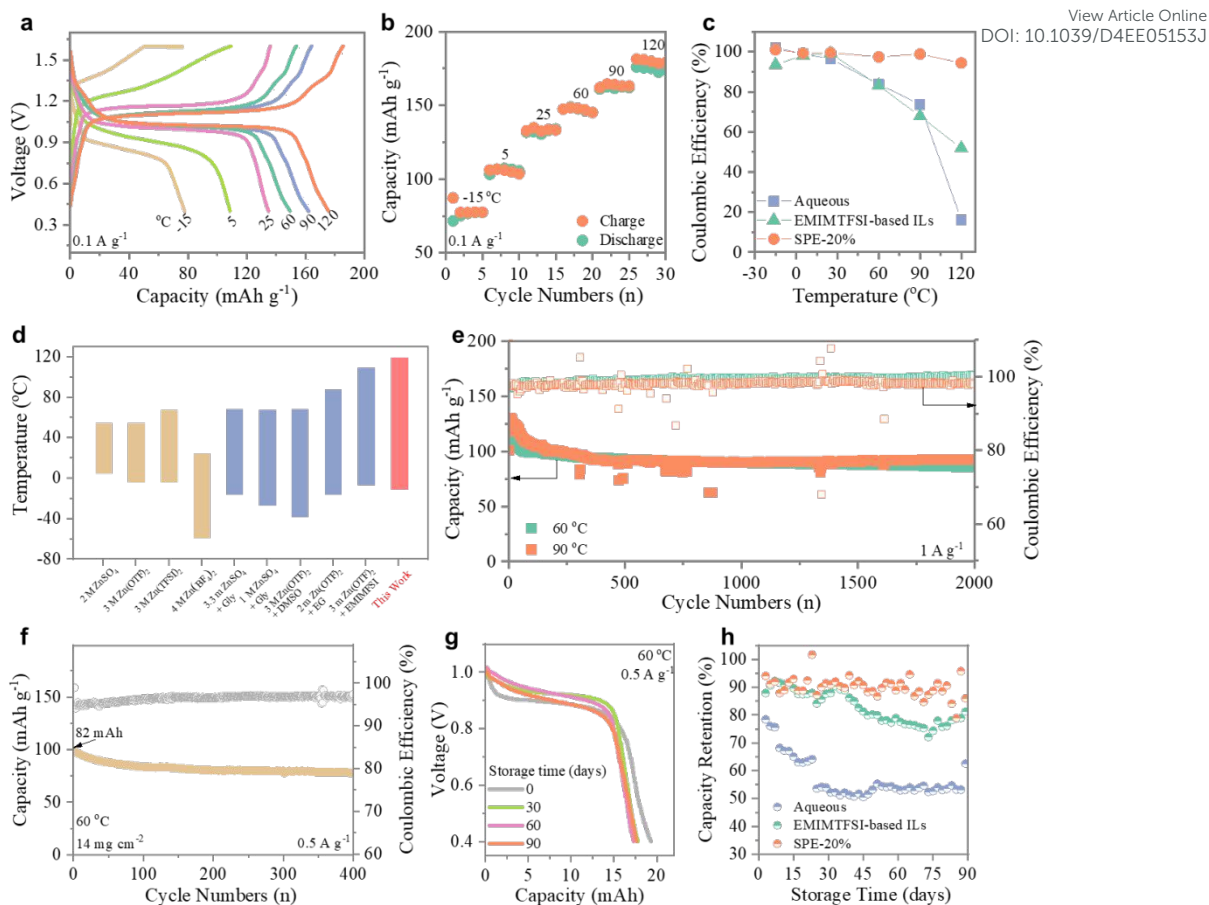 View Article Online
DOI: 10.1039/D4EE05153J
a
Voltage (V)
1.5
1.2
0.9
0.6
0.3
°C -15 5 25 60 90 120
0.1 A g⁻¹
0 40 80 120 160 200
Capacity (mAh g⁻¹)
b
Capacity (mAh g⁻¹)
200
150
100
50
-15 °C
5
25
60
90
120
Charge
Discharge
0.1 A g⁻¹
0 5 10 15 20 25 30
Cycle Numbers (n)
c
Coulombic Efficiency (%)
100
80
60
40
20
0
Aqueous
EMIMTFSI-based ILs
SPE-20%
-30 0 30 60 90 120
Temperature (°C)
d
Temperature (°C)
120
80
40
0
-40
-80
2 M ZnSO₄
3 M Zn(OTF)₂
3 M Zn(TFSI)₂
4 M Zn(BF₄)₂
3.3 m ZnSO₄
+ Gly
1 M ZnSO₄
+ Gly
3 M Zn(OTF)₂
+ DMSO
2 m Zn(OTF)₂
+ EG
3 m Zn(OTF)₂
+ EMIMFSI
This Work
e
Capacity (mAh g⁻¹)
200
150
100
50
0
60 °C
90 °C
1 A g⁻¹
Coulombic Efficiency (%)
100
80
60
0 500 1000 1500 2000
Cycle Numbers (n)
f
Capacity (mAh g⁻¹)
150
100
50
0
82 mAh
60 °C
14 mg cm⁻²
0.5 A g⁻¹
Coulombic Efficiency (%)
100
90
80
70
60
0 100 200 300 400
Cycle Numbers (n)
g
Voltage (V)
1.0
0.8
0.6
0.4
60 °C
0.5 A g⁻¹
Storage time (days)
0
30
60
90
0 5 10 15 20
Capacity (mAh)
h
Capacity Retention (%)
100
90
80
70
60
50
40
30
Aqueous
EMIMTFSI-based ILs
SPE-20%
0 15 30 45 60 75 90
Storage Time (days)